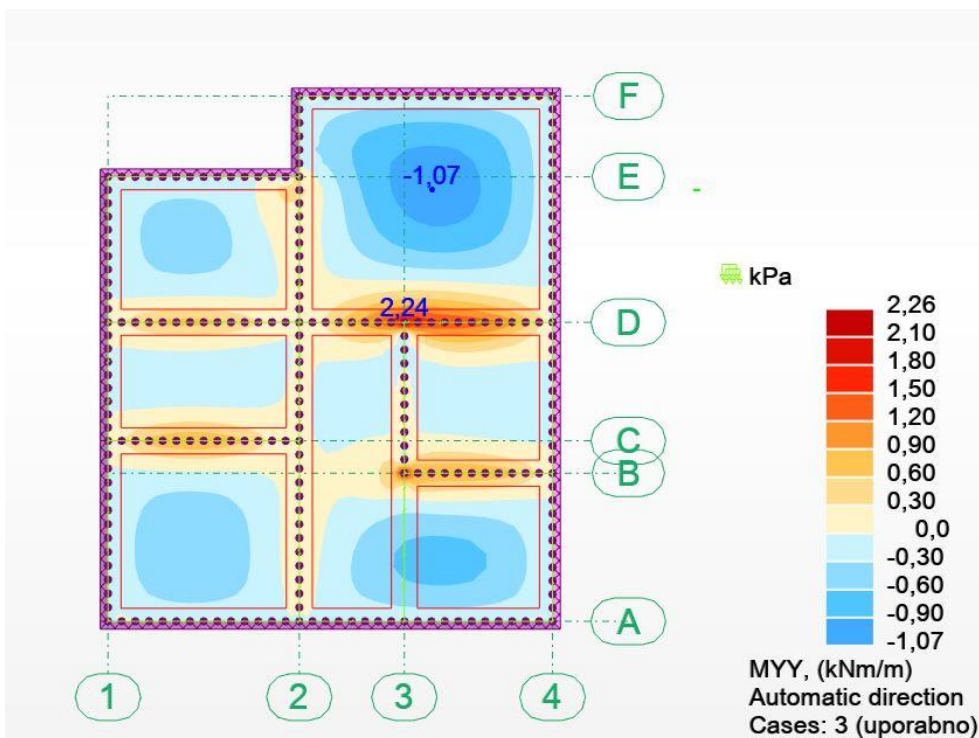 F
-1,07
E
kPa
2,24
D
2,26
2,10
1,80
1,50
1,20
0,90
0,60
0,30
0,0
-0,30
-0,60
-0,90
-1,07
C
B
A
MYY, (kNm/m)
Automatic direction
Cases: 3 (uporabno)
1 2 3 4